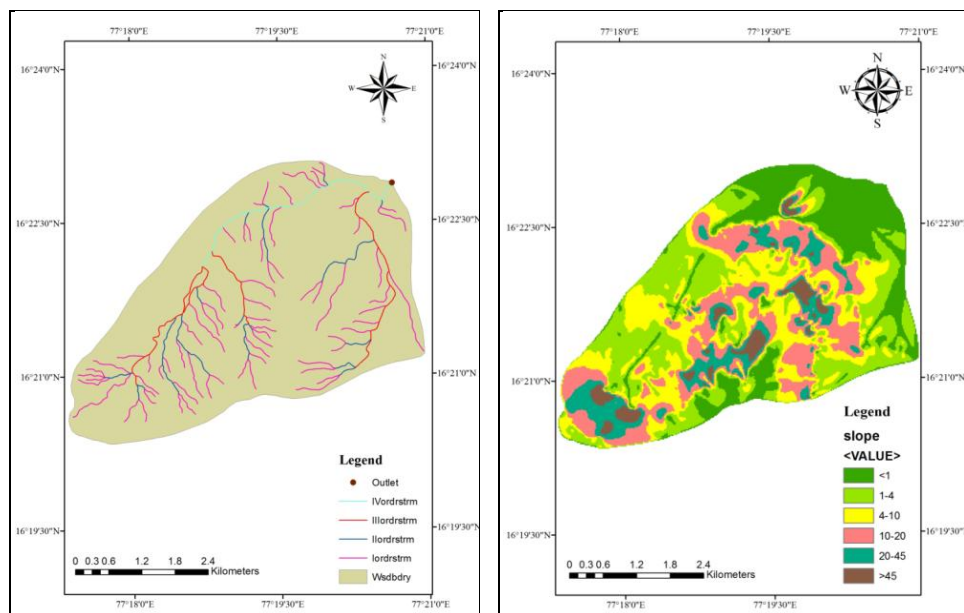 77°18'0"E 77°19'30"E 77°21'0"E
16°24'0"N 16°24'0"N
N
W E
S
16°22'30"N 16°22'30"N
16°21'0"N 16°21'0"N
Legend
Outlet
IVordrstrm
IIIordrstrm
IIordrstrm
Iordrstrm
Wsdbdry
16°19'30"N 16°19'30"N
0 0.3 0.6 1.2 1.8 2.4
Kilometers
77°18'0"E 77°19'30"E 77°21'0"E
77°18'0"E 77°19'30"E 77°21'0"E
16°24'0"N 16°24'0"N
N
W E
S
16°22'30"N 16°22'30"N
16°21'0"N 16°21'0"N
Legend
slope
<VALUE>
<1
1-4
4-10
10-20
20-45
>45
16°19'30"N 16°19'30"N
0 0.3 0.6 1.2 1.8 2.4
Kilometers
77°18'0"E 77°19'30"E 77°21'0"E